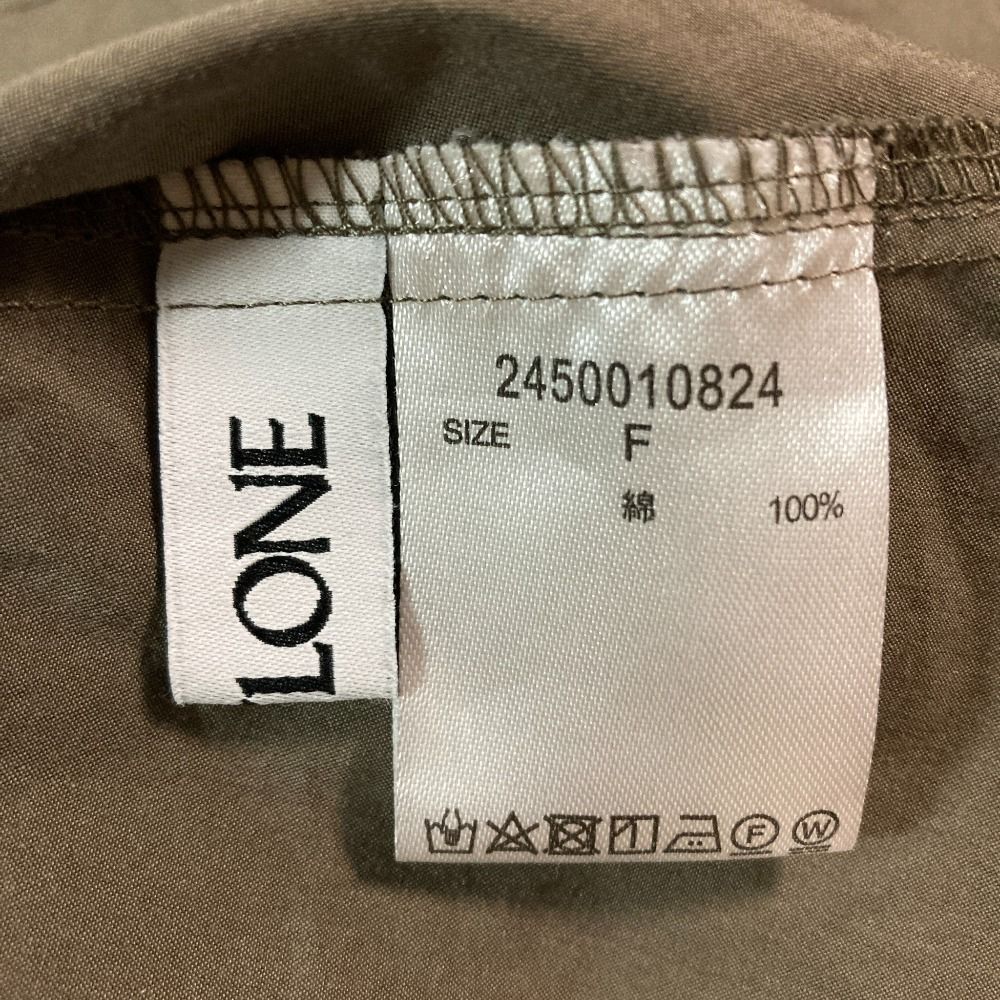 LONE
2450010824
SIZE F
綿 100%
F W